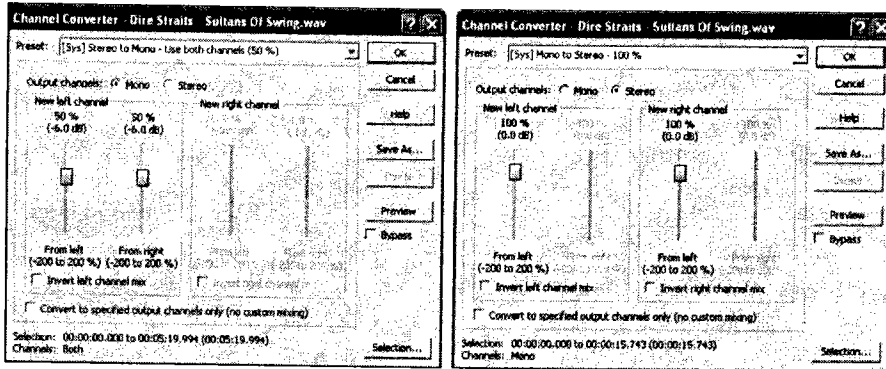 Channel Converter - Dire Straits - Sultans Of Swing.wav
Preset: [Sys] Stereo to Mono - Use both channels (50 %)
OK
Output channels: Mono Stereo
Cancel
New left channel New right channel
50 % 50 %
(-6.0 dB) (-6.0 dB)
Help
Save As...
Preview
Bypass
From left From right
(-200 to 200 %) (-200 to 200 %)
Invert left channel mix
Convert to specified output channels only (no custom mixing)
Selection: 00:00:00.000 to 00:05:19.994 (00:05:19.994)
Channels: Both
Selection...
Channel Converter - Dire Straits - Sultans Of Swing.wav
Preset: [Sys] Mono to Stereo - 100 %
OK
Output channels: Mono Stereo
Cancel
New left channel New right channel
100 % 100 %
(0.0 dB) (0.0 dB)
Help
Save As...
Preview
Bypass
From left From left
(-200 to 200 %) (-200 to 200 %)
Invert left channel mix Invert right channel mix
Convert to specified output channels only (no custom mixing)
Selection: 00:00:00.000 to 00:00:15.743 (00:00:15.743)
Channels: Mono
Selection...